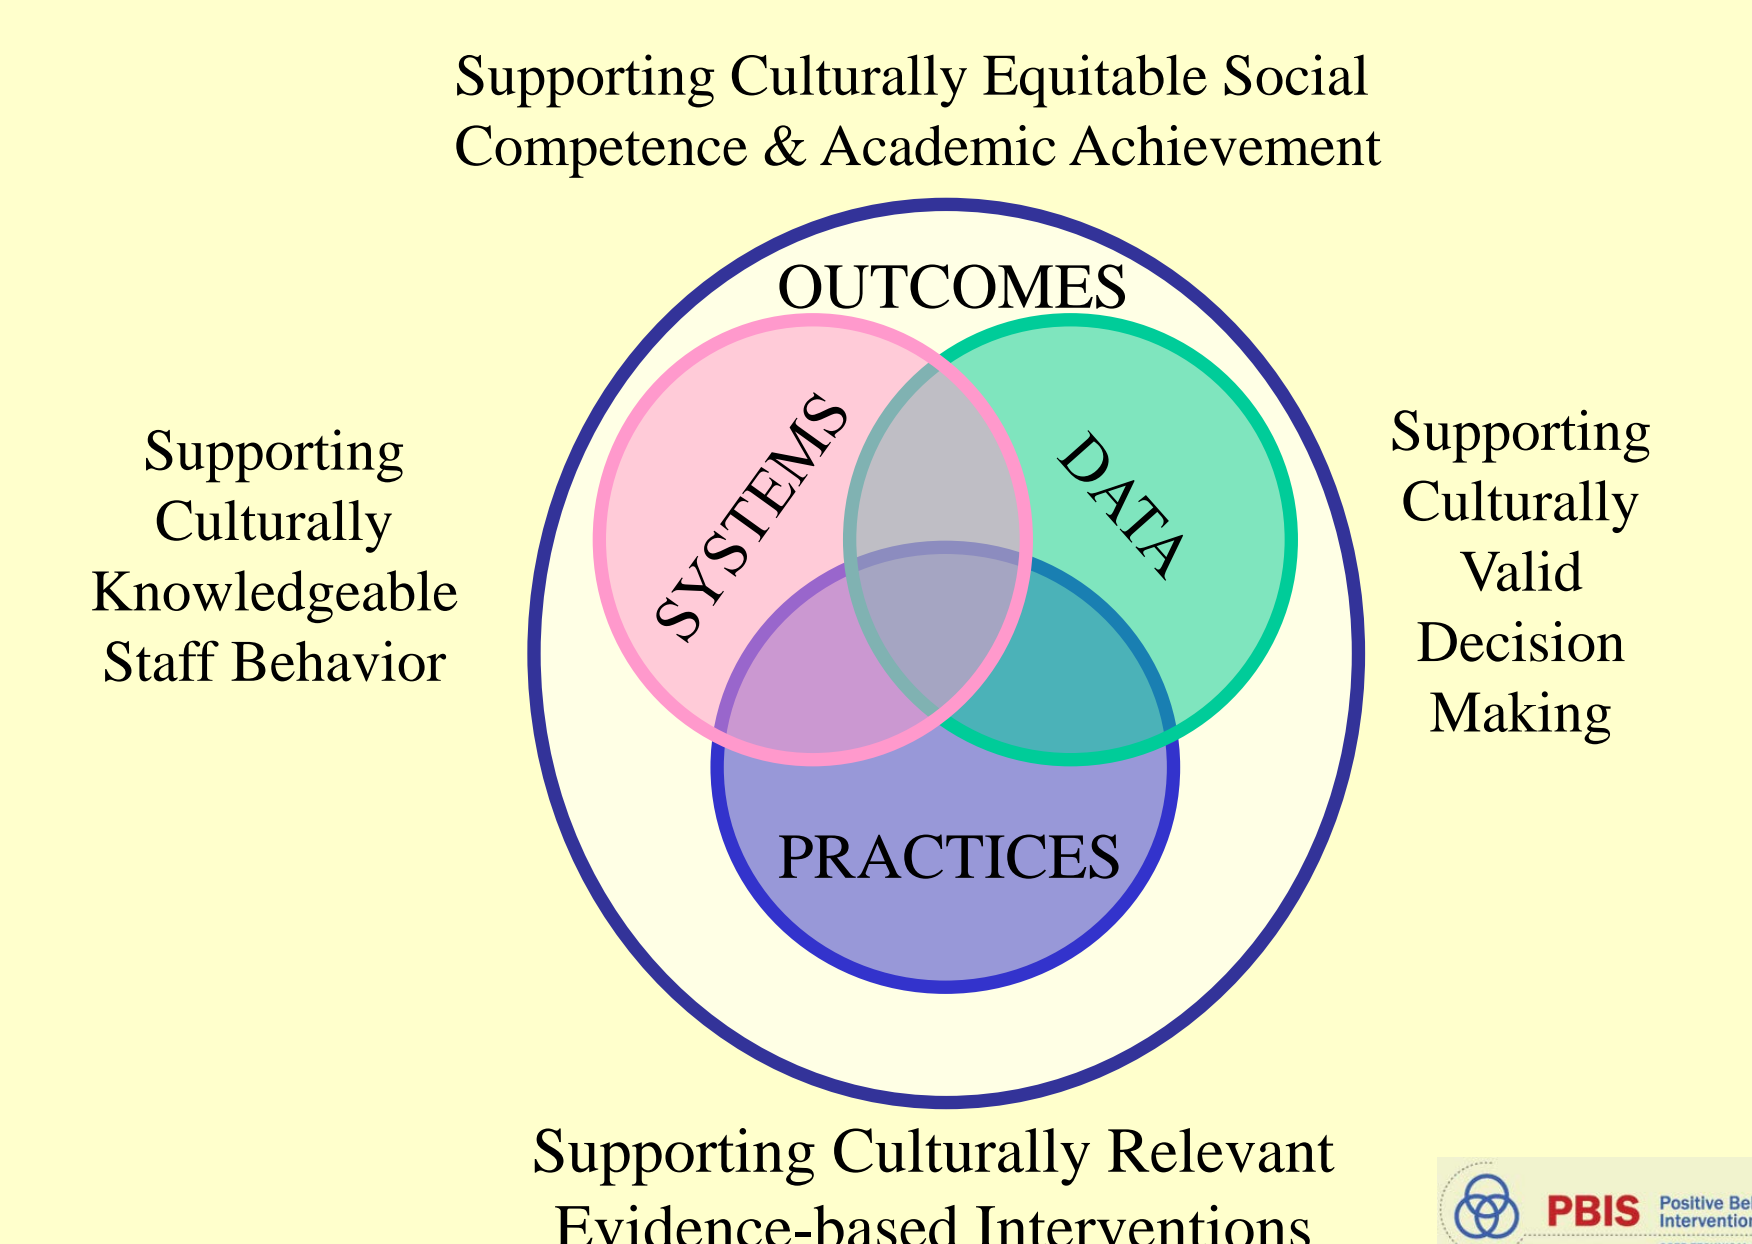 Supporting Culturally Equitable Social
Competence & Academic Achievement
OUTCOMES
SYSTEMS
DATA
Supporting
Culturally
Knowledgeable
Staff Behavior
Supporting
Culturally
Valid
Decision
Making
PRACTICES
Supporting Culturally Relevant
Evidence-based Interventions
PBIS
Positive